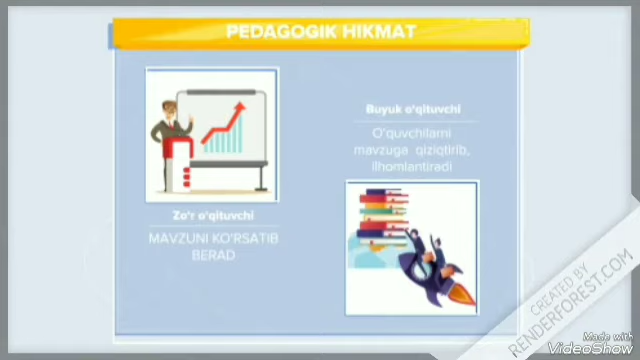 PEDAGOGIK HIKMAT
Zo'r o'qituvchi
MAVZUNI KO'RSATIB
BERAD
Buyuk o'qituvchi
O'quvchilarni
mavzuga qiziqtirib,
ilhomlantiradi
CREATED BY
RENDERFOREST.COM
Made with
VideoShow